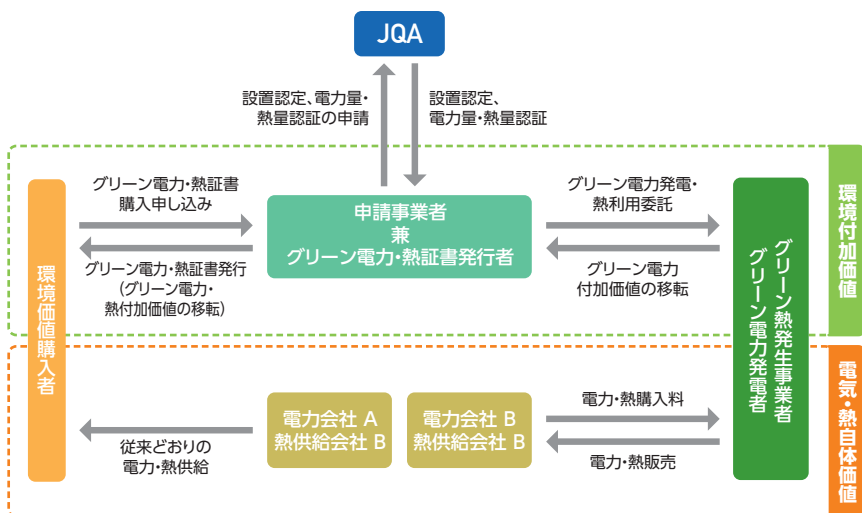 JQA
設置認定、電力量・
熱量認証の申請
設置認定、
電力量・熱量認証
グリーン電力・熱証書
購入申し込み
グリーン電力・熱証書発行
(グリーン電力・
熱付加価値の移転)
申請事業者
兼
グリーン電力・熱証書発行者
グリーン電力発電・
熱利用委託
グリーン電力
付加価値の移転
環境価値購入者
グリーン熱発生事業者
グリーン電力発電者
環境付加価値
電力会社 A
熱供給会社 B
電力会社 B
熱供給会社 B
従来どおりの
電力・熱供給
電力・熱購入料
電力・熱販売
電気・熱自体価値